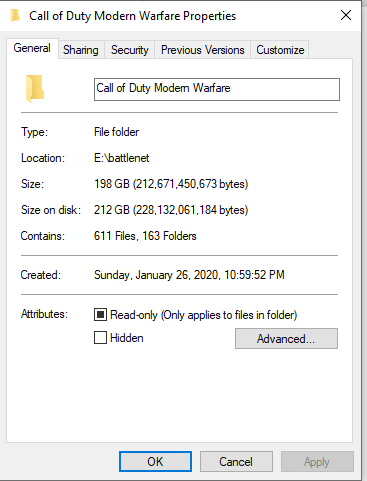 Call of Duty Modern Warfare Properties
General Sharing Security Previous Versions Customize
Call of Duty Modern Warfare
Type: File folder
Location: E:\battlenet
Size: 198 GB (212,671,450,673 bytes)
Size on disk: 212 GB (228,132,061,184 bytes)
Contains: 611 Files, 163 Folders
Created: Sunday, January 26, 2020, 10:59:52 PM
Attributes: Read-only (Only applies to files in folder)
Hidden Advanced...
OK Cancel Apply